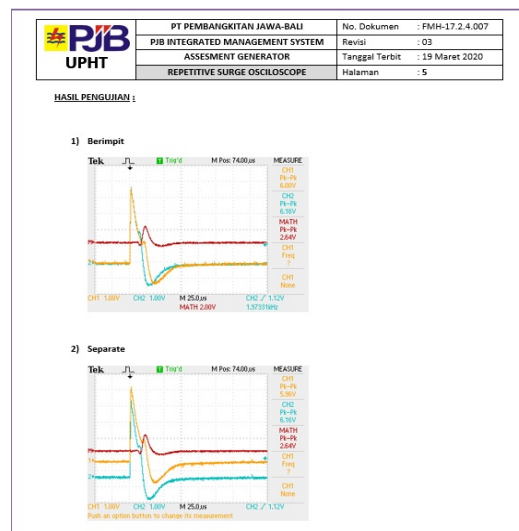 PJB
UPHT
PT PEMBANGKITAN JAWA-BALI
No. Dokumen : FMH-17.2.4.007
PJB INTEGRATED MANAGEMENT SYSTEM
Revisi : 03
ASSESMENT GENERATOR
Tanggal Terbit : 19 Maret 2020
REPETITIVE SURGE OSCILOSCOPE
Halaman : 5
HASIL PENGUJIAN :
1) Berimpit
Tek T Trig'd M Pos: 74.00µs MEASURE
CH1
Pk-Pk
6.00V
CH2
Pk-Pk
6.16V
MATH
Pk-Pk
2.64V
CH1
Freq
?
CH1
None
CH1 1.00V CH2 1.00V M 25.0µs CH2 / 1.12V
MATH 2.00V 1.97331kHz
2) Separate
Tek T Trig'd M Pos: 74.00µs MEASURE
CH1
Pk-Pk
5.96V
CH2
Pk-Pk
6.16V
MATH
Pk-Pk
2.64V
CH1
Freq
?
CH1
None
CH1 1.00V CH2 1.00V M 25.0µs CH2 / 1.12V
Push an option button to change its measurement